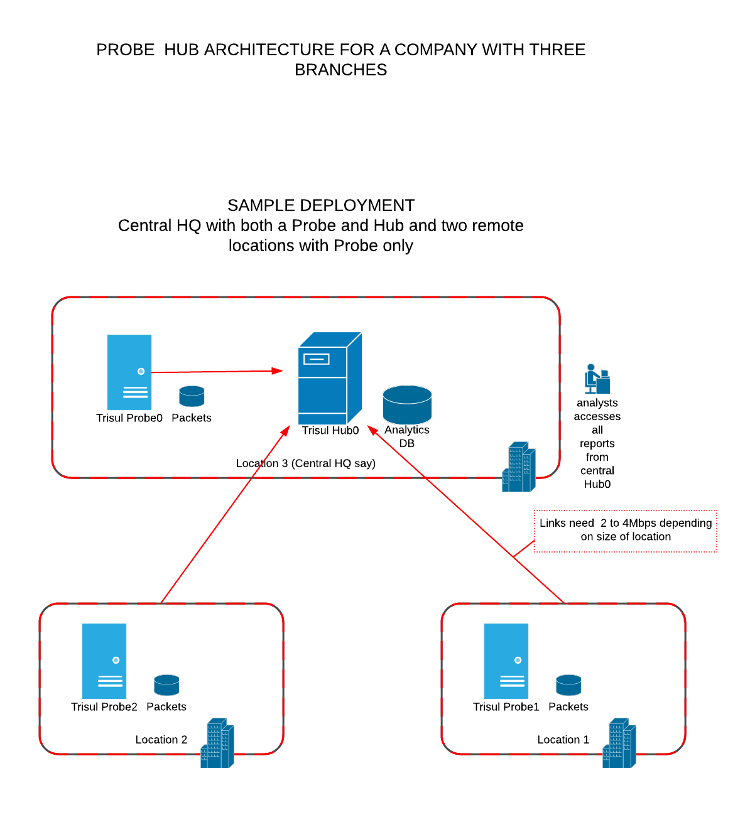 PROBE HUB ARCHITECTURE FOR A COMPANY WITH THREE
BRANCHES
SAMPLE DEPLOYMENT
Central HQ with both a Probe and Hub and two remote
locations with Probe only
Trisul Probe0
Packets
Trisul Hub0
Analytics
DB
Location 3 (Central HQ say)
analysts
accesses
all
reports
from
central
Hub0
Links need 2 to 4Mbps depending
on size of location
Trisul Probe2
Packets
Location 2
Trisul Probe1
Packets
Location 1